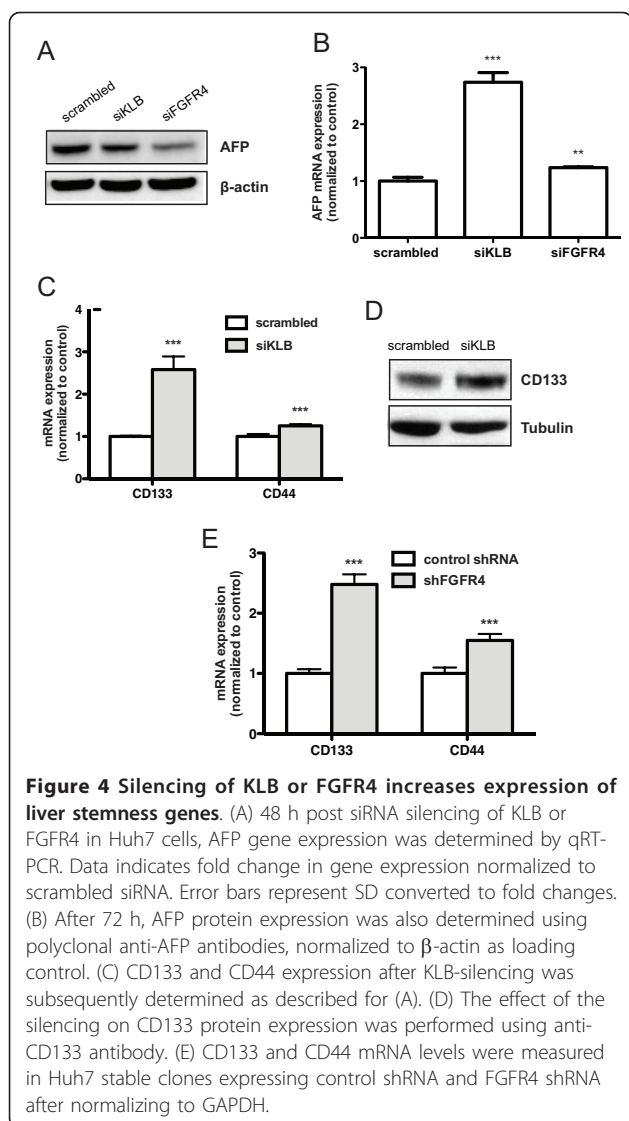 A
scrambled
siKLB
siFGFR4
AFP
β-actin
B
AFP mRNA expression
(normalized to control)
3
2
1
0
***
**
scrambled
siKLB
siFGFR4
C
mRNA expression
(normalized to control)
4
3
2
1
0
scrambled
siKLB
***
***
CD133
CD44
D
scrambled
siKLB
CD133
Tubulin
E
mRNA expression
(normalized to control)
3
2
1
0
control shRNA
shFGFR4
***
***
CD133
CD44
Figure 4 Silencing of KLB or FGFR4 increases expression of
liver stemness genes. (A) 48 h post siRNA silencing of KLB or
FGFR4 in Huh7 cells, AFP gene expression was determined by qRT-
PCR. Data indicates fold change in gene expression normalized to
scrambled siRNA. Error bars represent SD converted to fold changes.
(B) After 72 h, AFP protein expression was also determined using
polyclonal anti-AFP antibodies, normalized to β-actin as loading
control. (C) CD133 and CD44 expression after KLB-silencing was
subsequently determined as described for (A). (D) The effect of the
silencing on CD133 protein expression was performed using anti-
CD133 antibody. (E) CD133 and CD44 mRNA levels were measured
in Huh7 stable clones expressing control shRNA and FGFR4 shRNA
after normalizing to GAPDH.